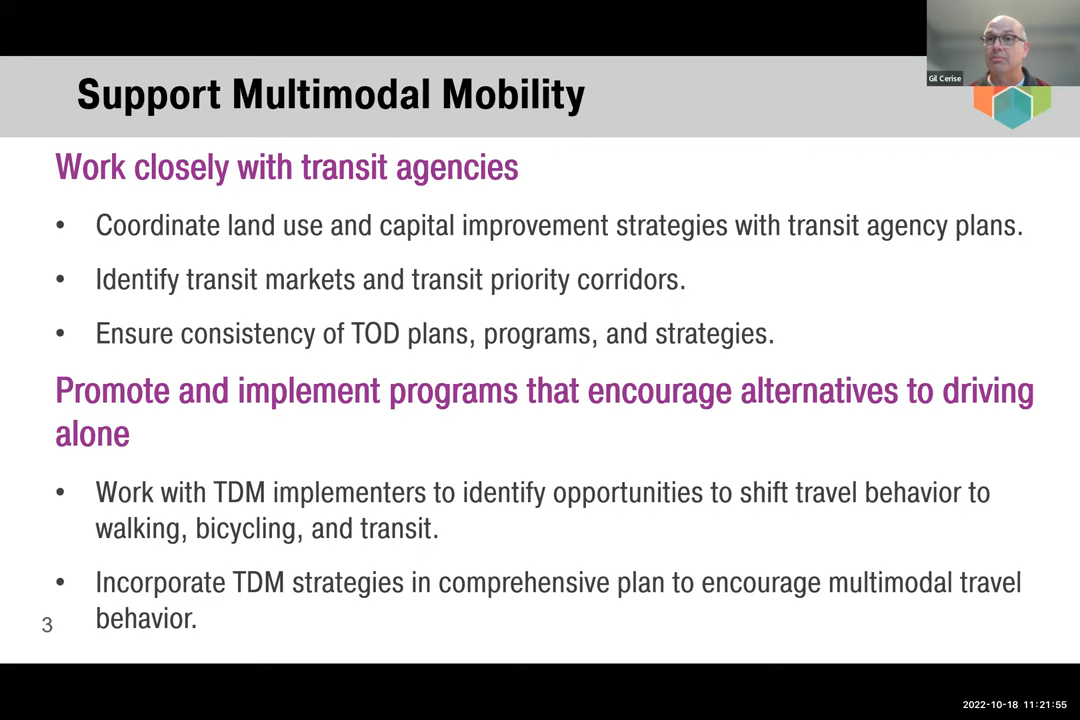 Gil Cerise
Support Multimodal Mobility
Work closely with transit agencies
• Coordinate land use and capital improvement strategies with transit agency plans.
• Identify transit markets and transit priority corridors.
• Ensure consistency of TOD plans, programs, and strategies.
Promote and implement programs that encourage alternatives to driving
alone
• Work with TDM implementers to identify opportunities to shift travel behavior to
walking, bicycling, and transit.
• Incorporate TDM strategies in comprehensive plan to encourage multimodal travel
behavior.
3
2022-10-18 11:21:55